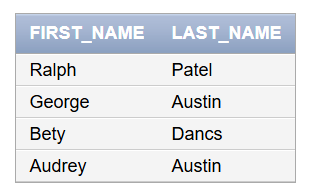 FIRST_NAME LAST_NAME
Ralph Patel
George Austin
Bety Dancs
Audrey Austin